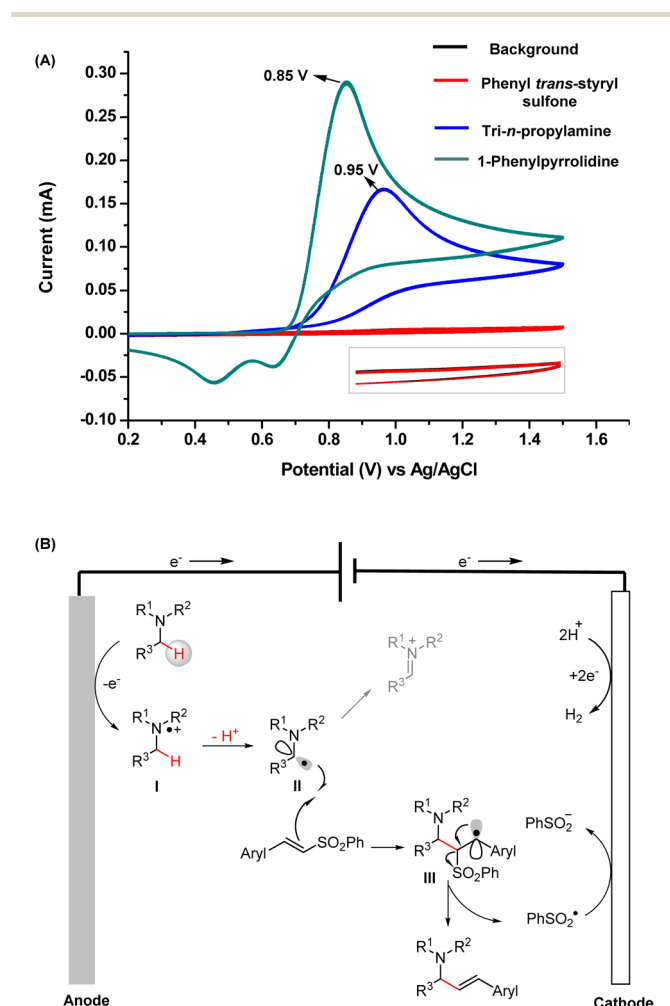 (A)
0.85 V
0.95 V
Background
Phenyl trans-styryl
sulfone
Tri-n-propylamine
1-Phenylpyrrolidine
Current (mA)
0.30
0.25
0.20
0.15
0.10
0.05
0.00
-0.05
-0.10
0.2 0.4 0.6 0.8 1.0 1.2 1.4 1.6
Potential (V) vs Ag/AgCl
(B)
e⁻ e⁻
R¹ R²
N
R³ H
-e⁻
R¹ R²
N •+
R³ H
I
- H⁺
R¹ R²
N
R³ •
II
R¹ + R²
N
R³
2H⁺
+2e⁻
H₂
Aryl SO₂Ph
R¹ R²
N •
R³ Aryl
SO₂Ph
III
PhSO₂⁻
PhSO₂•
R¹ R²
N
R³ Aryl
Anode Cathode